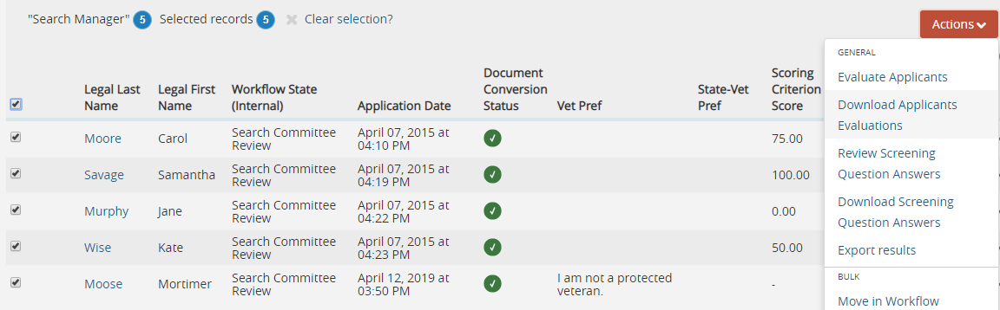 "Search Manager" 5 Selected records 5 Clear selection?
Actions
Legal Last Name
Legal First Name
Workflow State (Internal)
Application Date
Document Conversion Status
Vet Pref
State-Vet Pref
Scoring Criterion Score
Moore Carol Search Committee Review April 07, 2015 at 04:10 PM 75.00
Savage Samantha Search Committee Review April 07, 2015 at 04:19 PM 100.00
Murphy Jane Search Committee Review April 07, 2015 at 04:22 PM 0.00
Wise Kate Search Committee Review April 07, 2015 at 04:23 PM 50.00
Moose Mortimer Search Committee Review April 12, 2019 at 03:50 PM I am not a protected veteran. -
GENERAL
Evaluate Applicants
Download Applicants
Evaluations
Review Screening
Question Answers
Download Screening
Question Answers
Export results
BULK
Move in Workflow